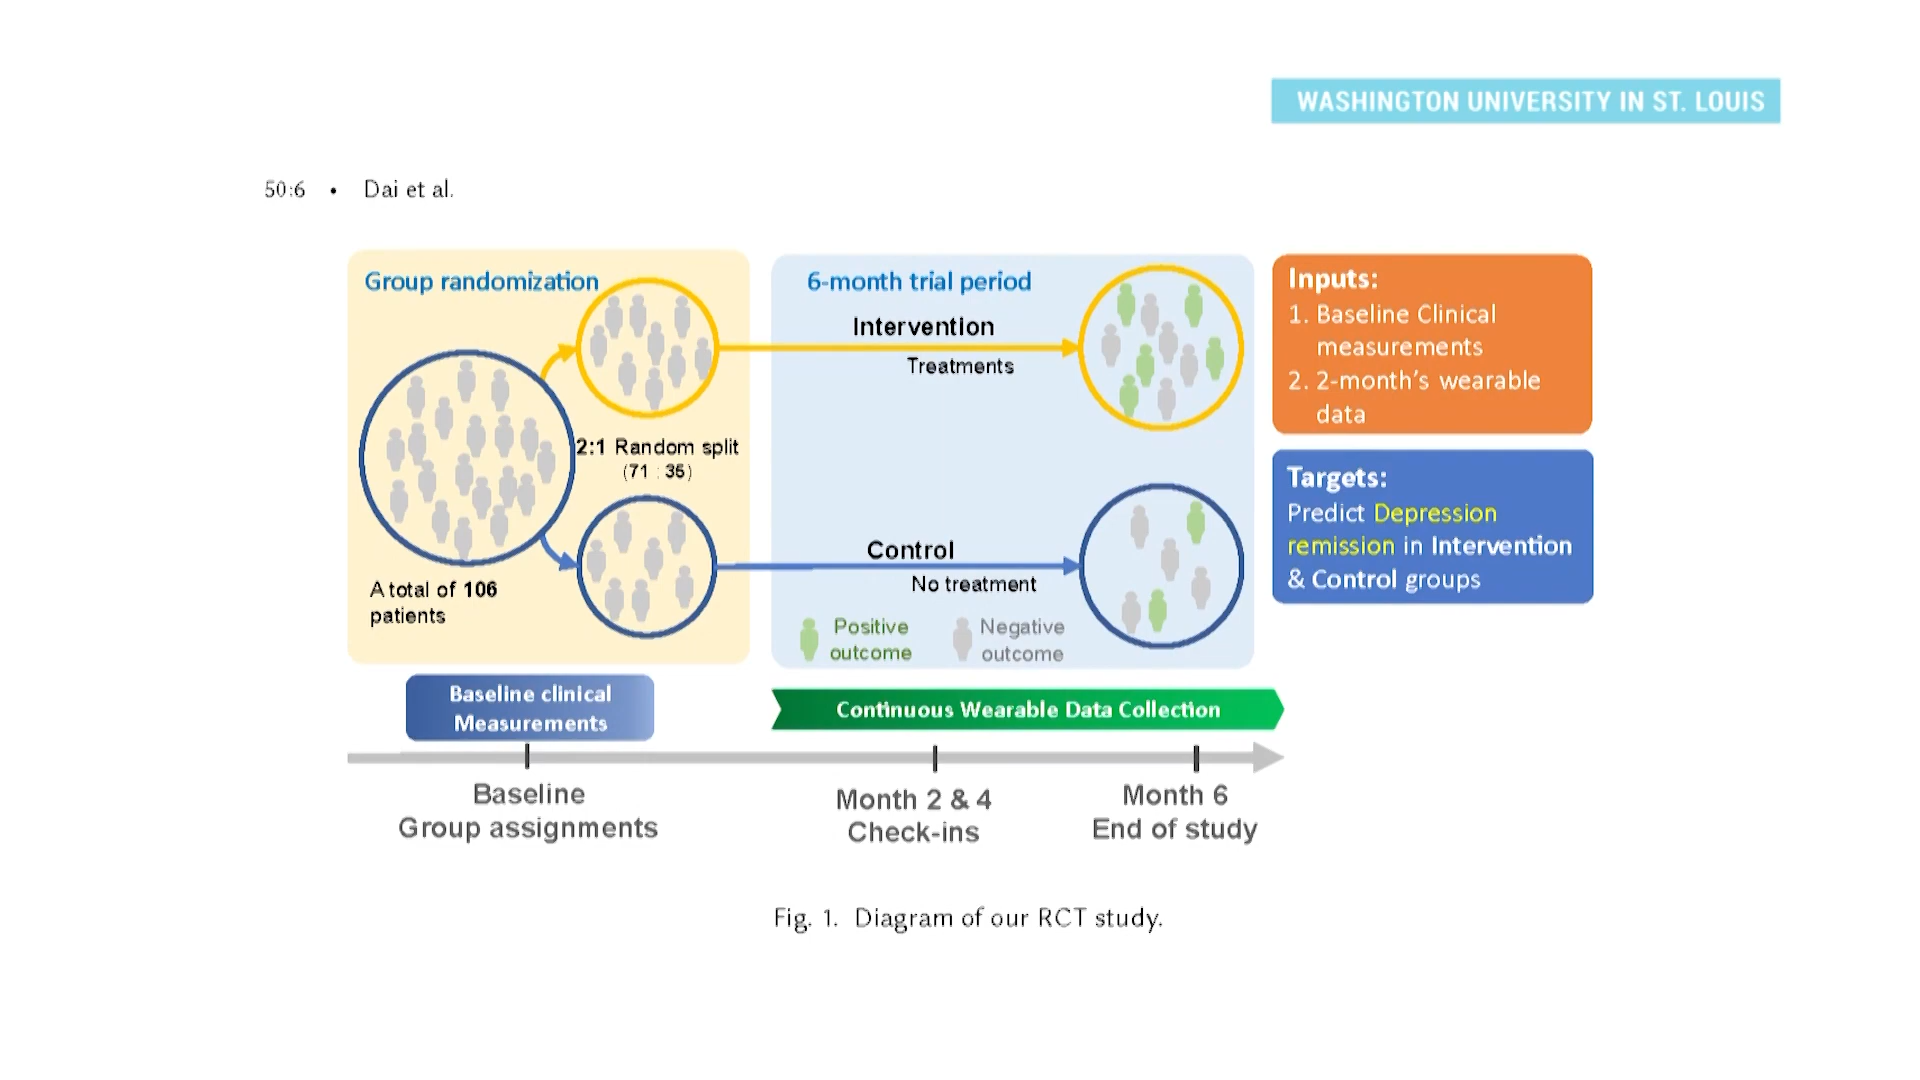 WASHINGTON UNIVERSITY IN ST. LOUIS
50:6 • Dai et al.
Group randomization
2:1 Random split
(71 : 35)
A total of 106
patients
6-month trial period
Intervention
Treatments
Control
No treatment
Positive
outcome
Negative
outcome
Inputs:
1. Baseline Clinical
measurements
2. 2-month's wearable
data
Targets:
Predict Depression
remission in Intervention
& Control groups
Baseline clinical
Measurements
Continuous Wearable Data Collection
Baseline
Group assignments
Month 2 & 4
Check-ins
Month 6
End of study
Fig. 1. Diagram of our RCT study.